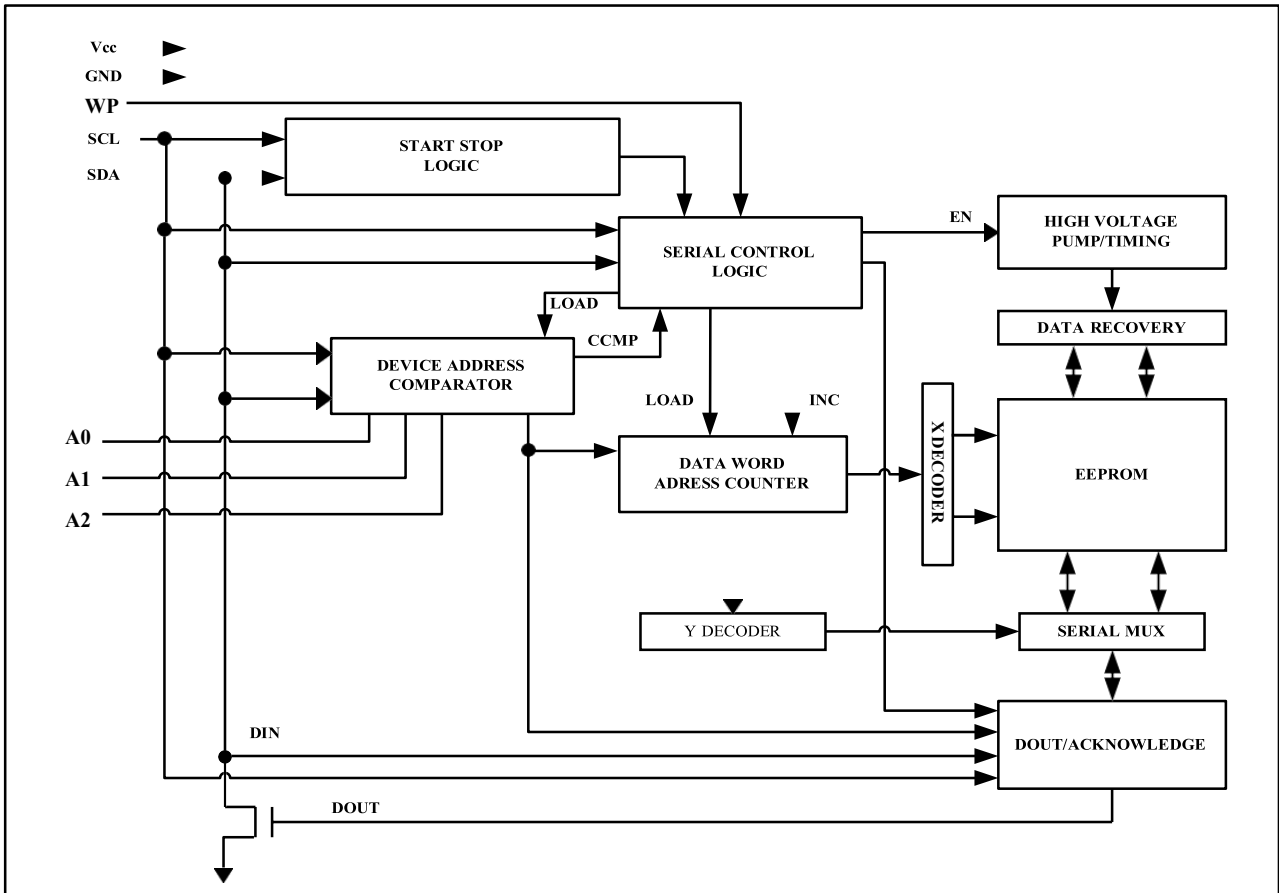 Vcc
GND
WP
SCL
SDA
START STOP
LOGIC
SERIAL CONTROL
LOGIC
EN
HIGH VOLTAGE
PUMP/TIMING
DATA RECOVERY
LOAD
CCMP
DEVICE ADDRESS
COMPARATOR
LOAD
INC
A0
A1
A2
DATA WORD
ADRESS COUNTER
X DECODER
EEPROM
Y DECODER
SERIAL MUX
DIN
DOUT/ACKNOWLEDGE
DOUT